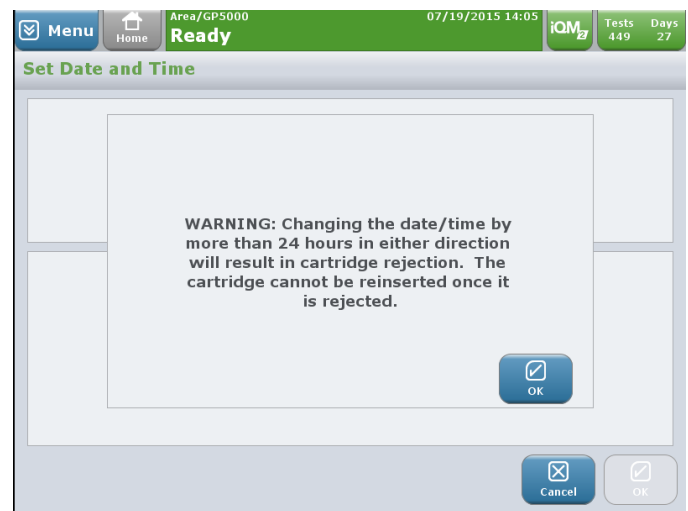 Menu
Home
Area/GP5000 07/19/2015 14:05
Ready
iQM2
Tests Days
449 27
Set Date and Time
WARNING: Changing the date/time by
more than 24 hours in either direction
will result in cartridge rejection. The
cartridge cannot be reinserted once it
is rejected.
OK
Cancel
OK